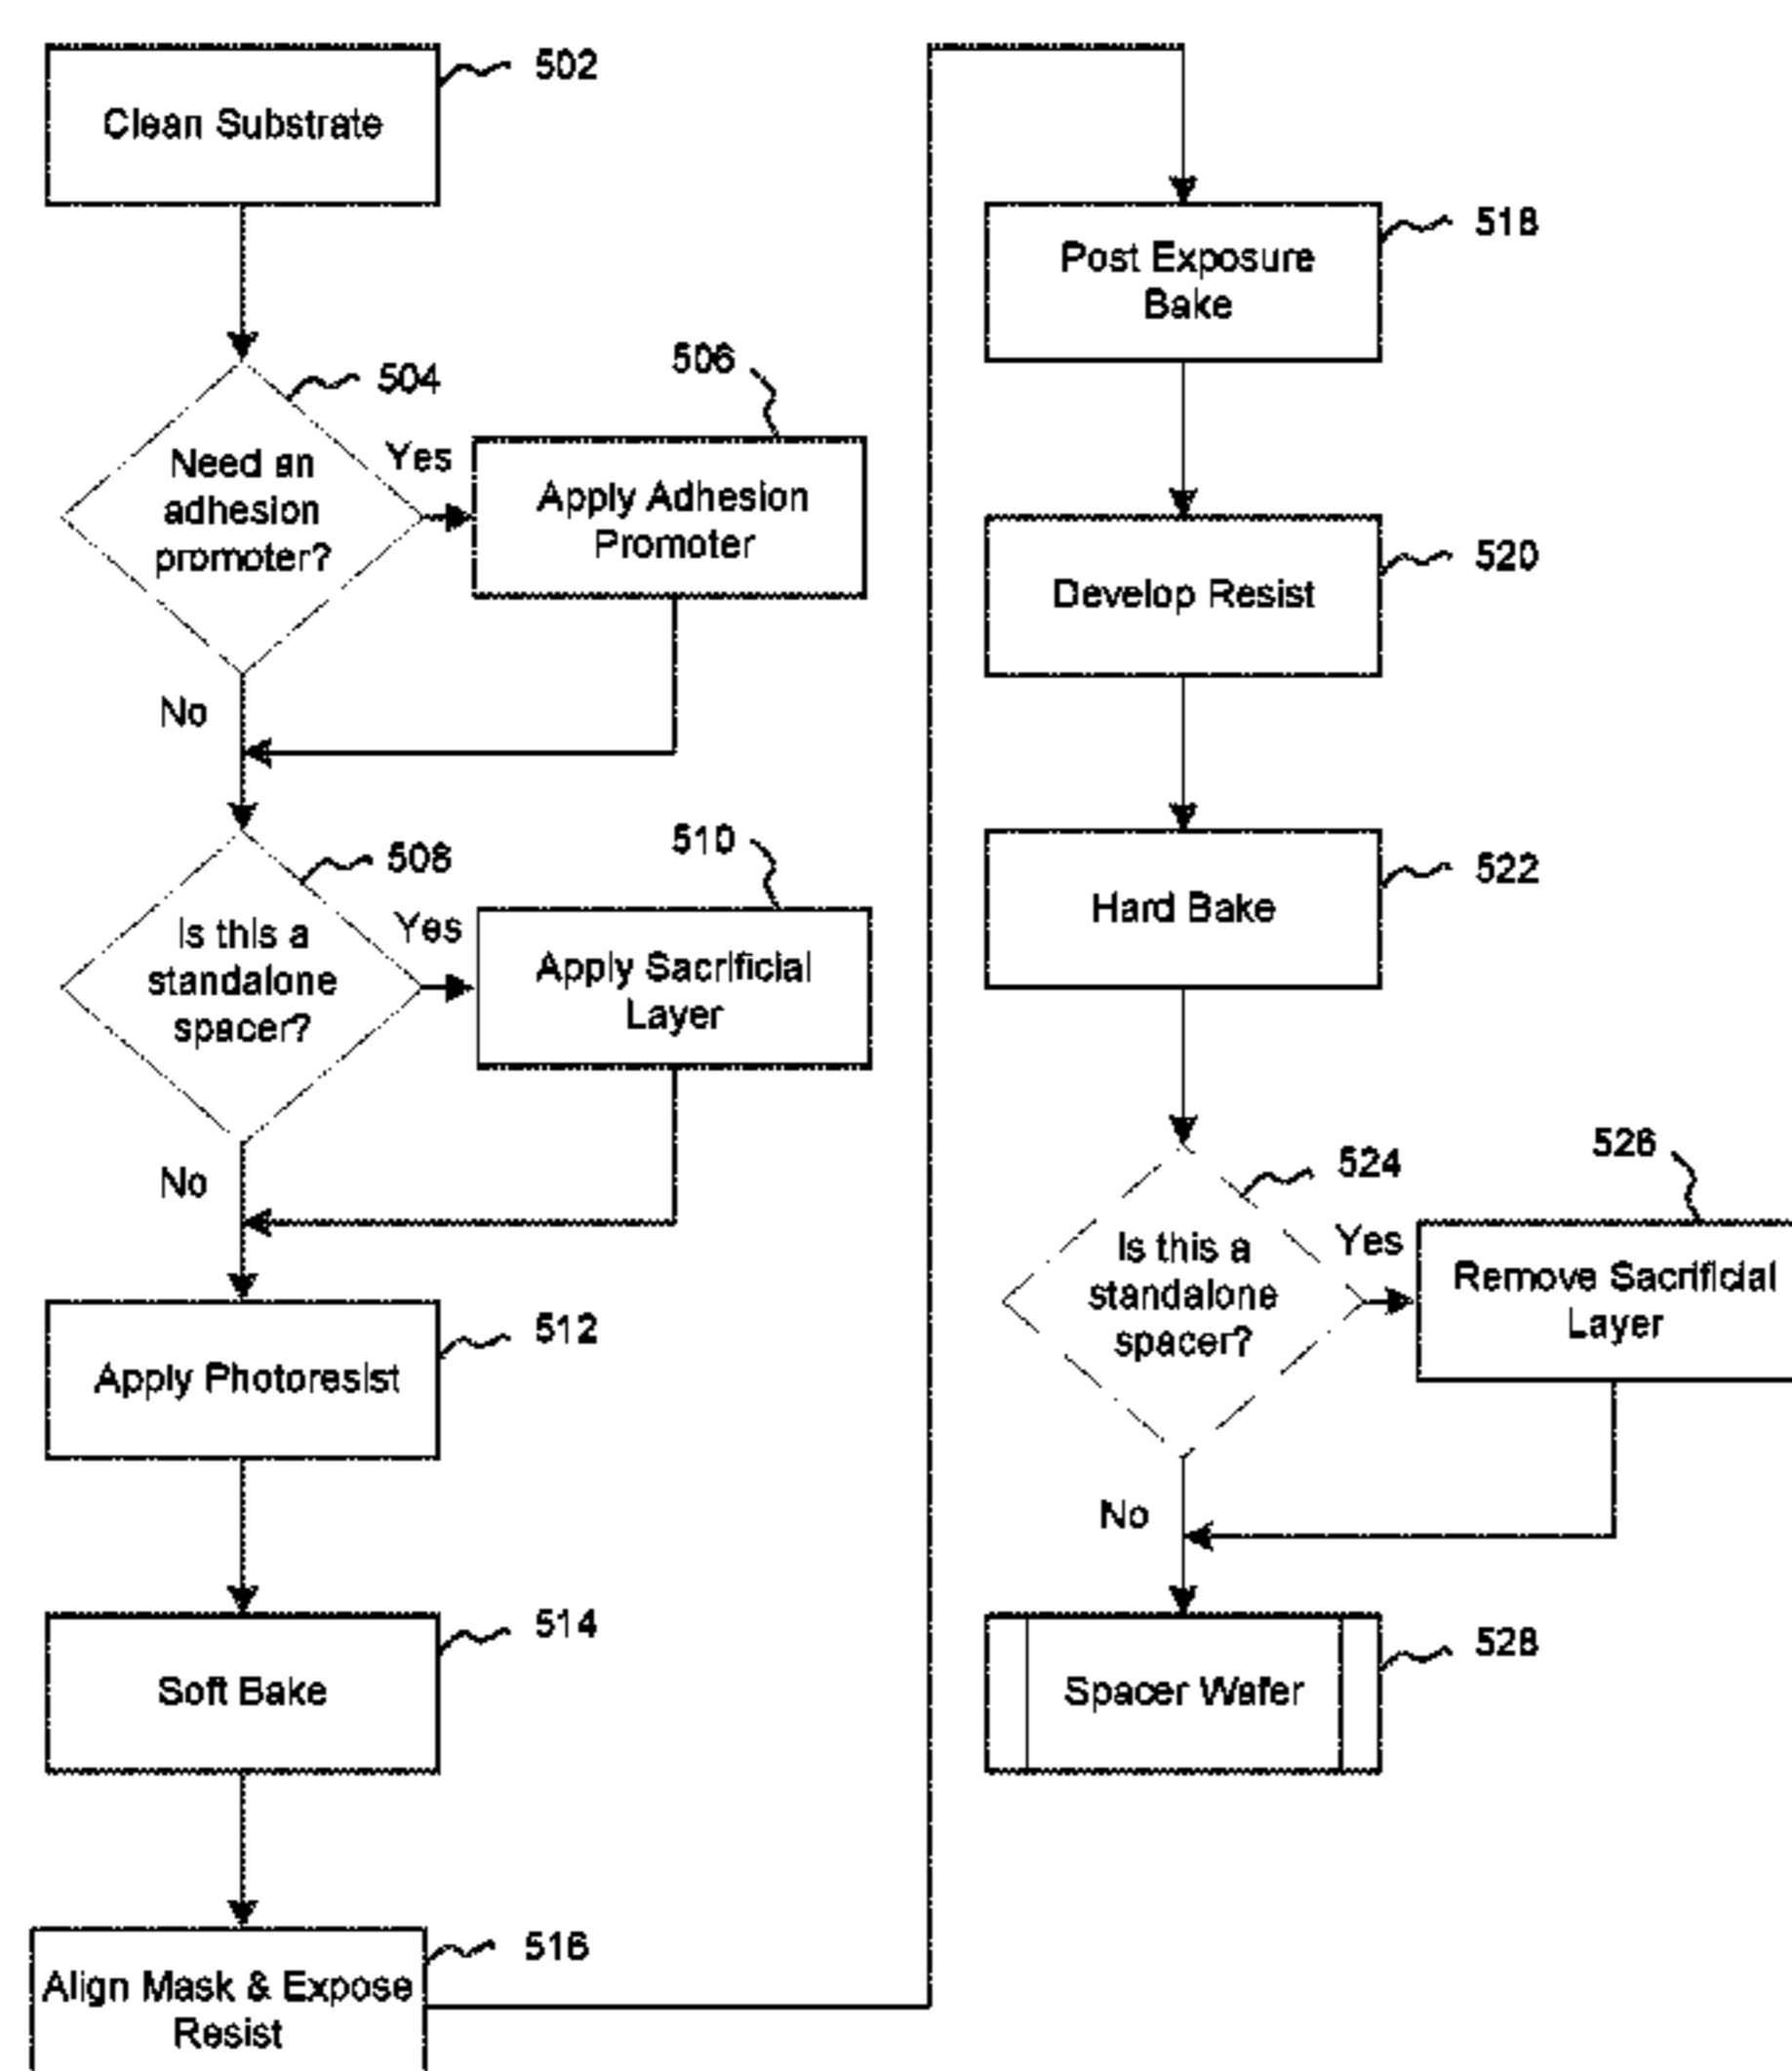 502
Clean Substrate
504
Need an
adhesion
promoter?
Yes
506
Apply Adhesion
Promoter
No
508
Is this a
standalone
spacer?
Yes
510
Apply Sacrificial
Layer
No
512
Apply Photoresist
514
Soft Bake
516
Align Mask & Expose
Resist
518
Post Exposure
Bake
520
Develop Resist
522
Hard Bake
524
Is this a
standalone
spacer?
Yes
526
Remove Sacrificial
Layer
No
528
Spacer Wafer